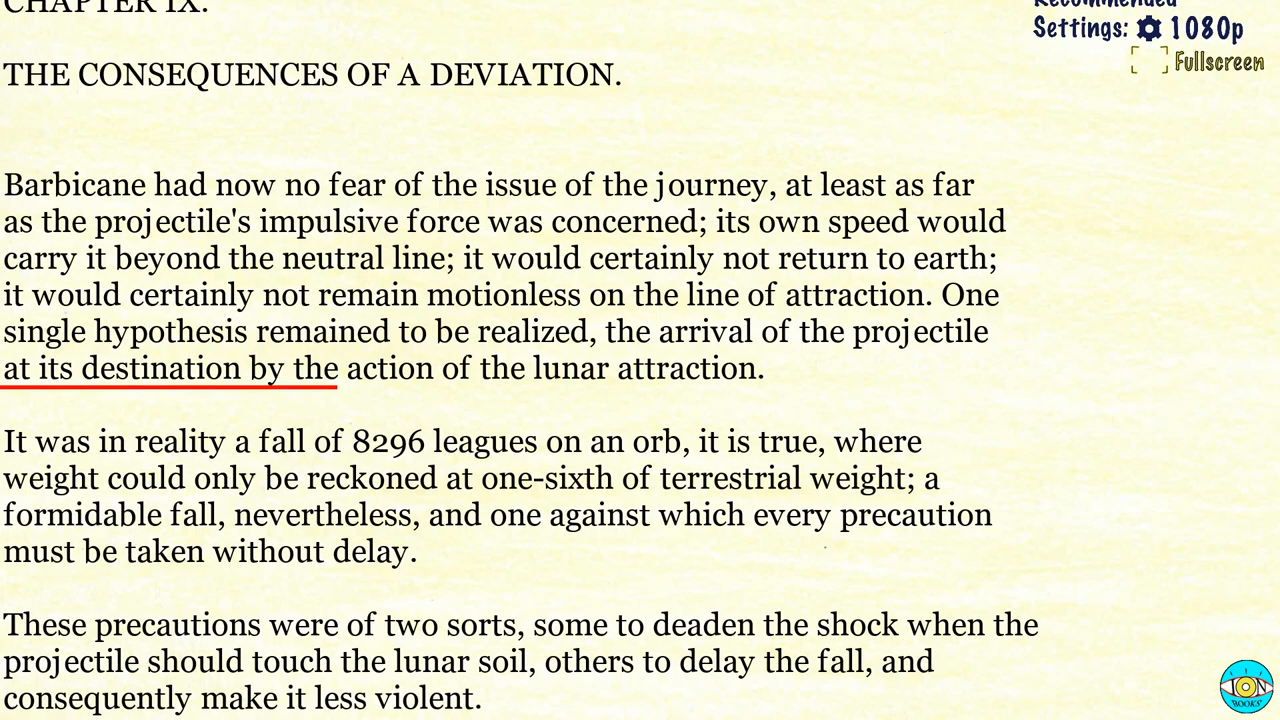 CHAPTER IX.
Recommended
Settings: 1080p
Fullscreen
THE CONSEQUENCES OF A DEVIATION.
Barbicane had now no fear of the issue of the journey, at least as far
as the projectile's impulsive force was concerned; its own speed would
carry it beyond the neutral line; it would certainly not return to earth;
it would certainly not remain motionless on the line of attraction. One
single hypothesis remained to be realized, the arrival of the projectile
at its destination by the action of the lunar attraction.
It was in reality a fall of 8296 leagues on an orb, it is true, where
weight could only be reckoned at one-sixth of terrestrial weight; a
formidable fall, nevertheless, and one against which every precaution
must be taken without delay.
These precautions were of two sorts, some to deaden the shock when the
projectile should touch the lunar soil, others to delay the fall, and
consequently make it less violent.
ION
BOOKS